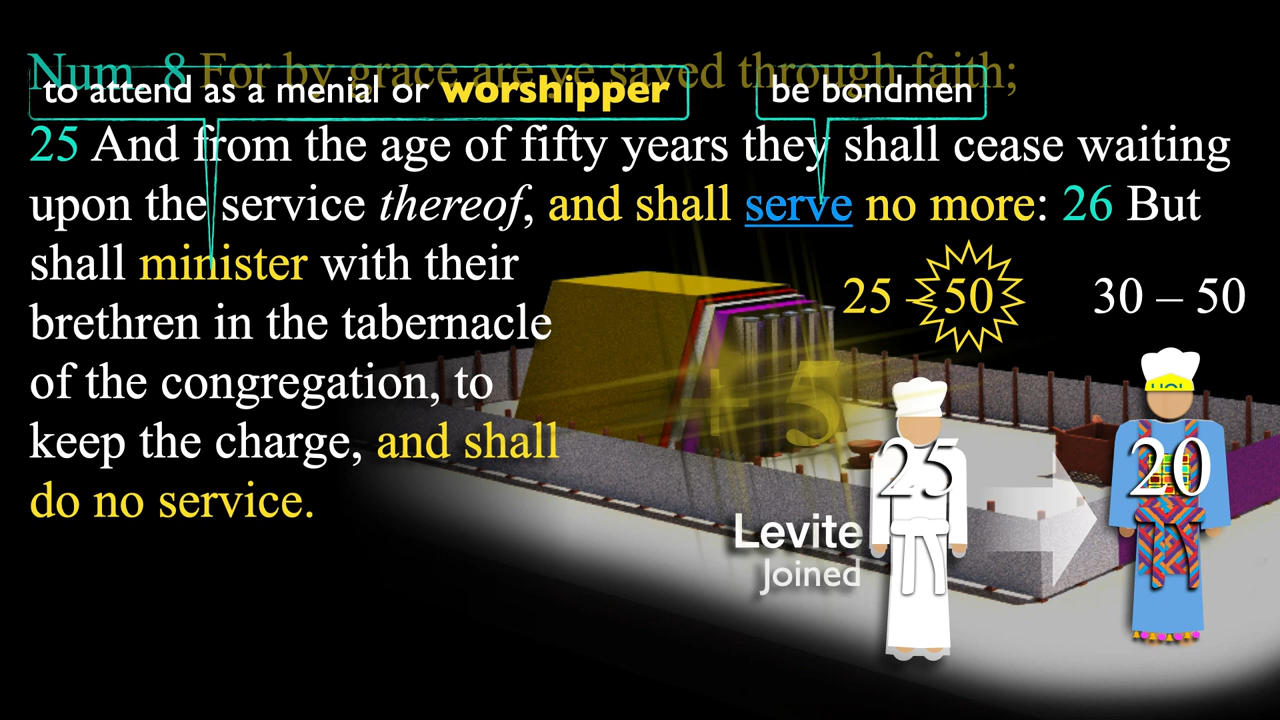 Num. 8 For by grace are ye saved through faith;
to attend as a menial or worshipper
be bondmen
25 And from the age of fifty years they shall cease waiting
upon the service thereof, and shall serve no more: 26 But
shall minister with their
brethren in the tabernacle
of the congregation, to
keep the charge, and shall
do no service.
25 – 50
30 – 50
+ 5
HOL
25
20
Levite
Joined